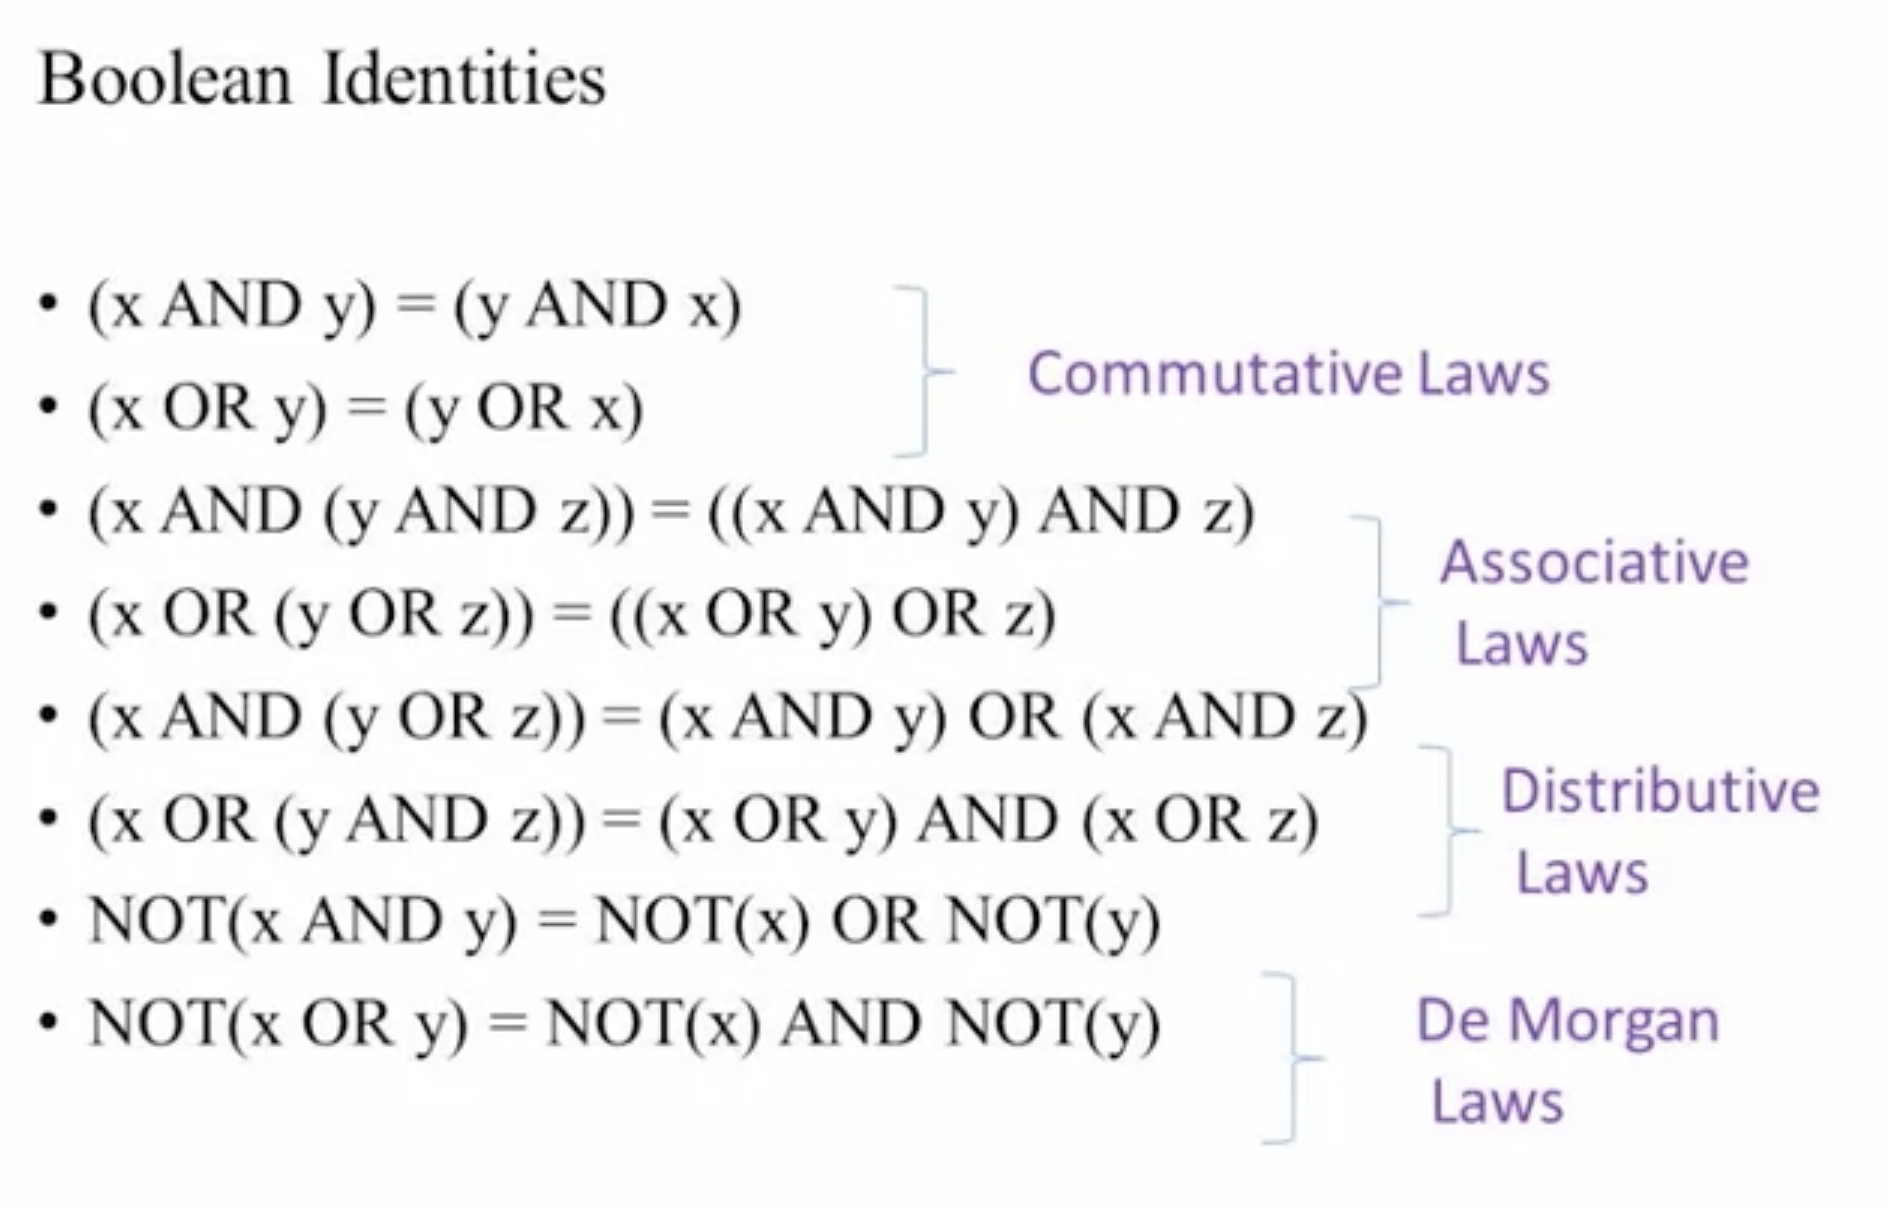 Boolean Identities
• (x AND y) = (y AND x)
• (x OR y) = (y OR x)
Commutative Laws
• (x AND (y AND z)) = ((x AND y) AND z)
• (x OR (y OR z)) = ((x OR y) OR z)
Associative
Laws
• (x AND (y OR z)) = (x AND y) OR (x AND z)
• (x OR (y AND z)) = (x OR y) AND (x OR z)
Distributive
Laws
• NOT(x AND y) = NOT(x) OR NOT(y)
• NOT(x OR y) = NOT(x) AND NOT(y)
De Morgan
Laws